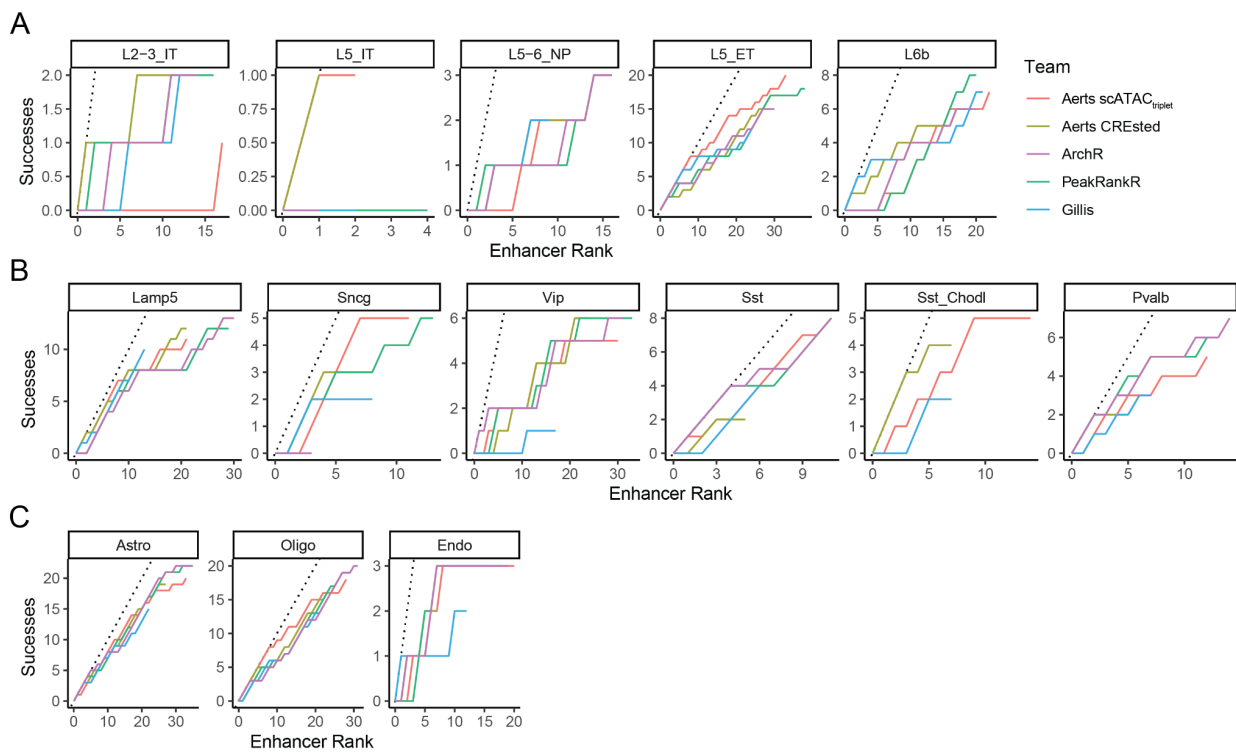 A
L2−3_IT L5_IT L5−6_NP L5_ET L6b
Successes
2.0 1.5 1.0 0.5 0.0
0 5 10 15
1.00 0.75 0.50 0.25 0.00
0 1 2 3 4
3 2 1 0
0 5 10 15
20 15 10 5 0
0 10 20 30
8 6 4 2 0
0 5 10 15 20
Enhancer Rank
Team
Aerts scATACtriplet
Aerts CREsted
ArchR
PeakRankR
Gillis
B
Lamp5 Sncg Vip Sst Sst_Chodl Pvalb
Successes
10 5 0
0 10 20 30
5 4 3 2 1 0
0 5 10
6 4 2 0
0 10 20 30
8 6 4 2 0
0 3 6 9
5 4 3 2 1 0
0 5 10
6 4 2 0
0 5 10
Enhancer Rank
C
Astro Oligo Endo
Successes
20 15 10 5 0
0 10 20 30
20 15 10 5 0
0 10 20 30
3 2 1 0
0 5 10 15 20
Enhancer Rank